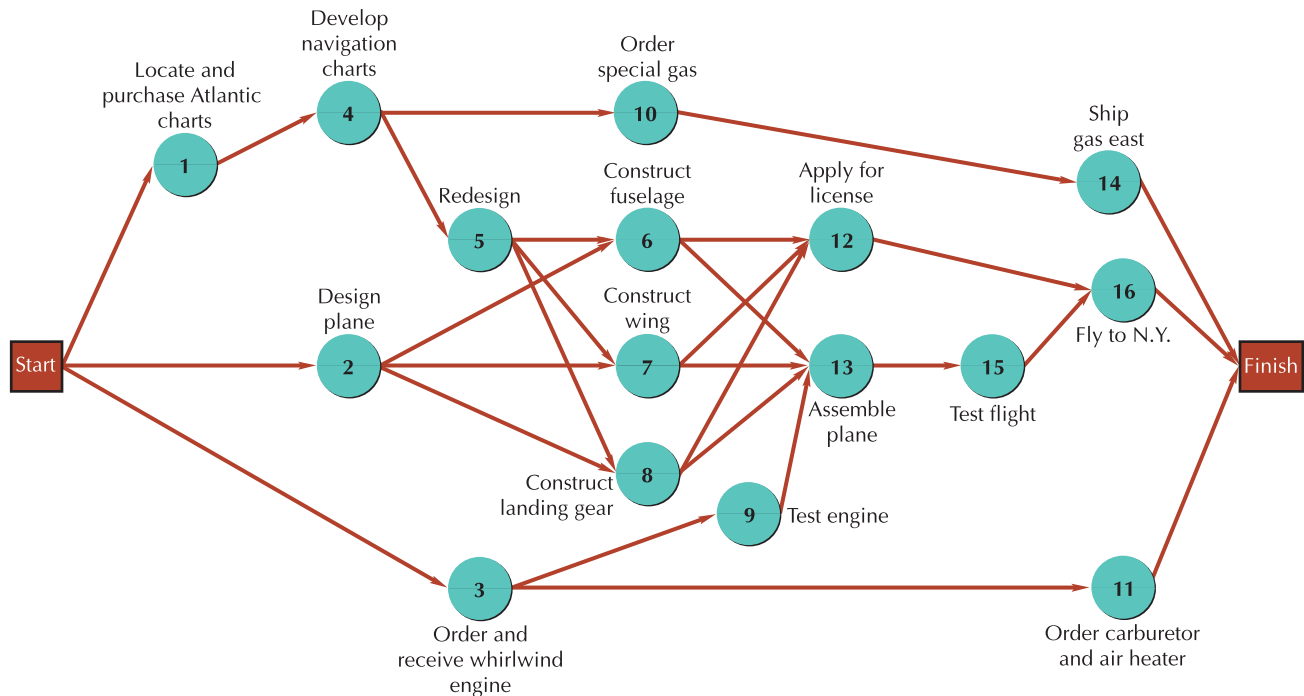 Develop
navigation
charts
4
Order
special gas
10
Locate and
purchase Atlantic
charts
1
Ship
gas east
14
Redesign
5
Construct
fuselage
6
Apply for
license
12
16
Fly to N.Y.
Design
plane
2
Construct
wing
7
Start
13
Assemble
plane
15
Test flight
Finish
8
Construct
landing gear
9
Test engine
3
Order and
receive whirlwind
engine
11
Order carburetor
and air heater